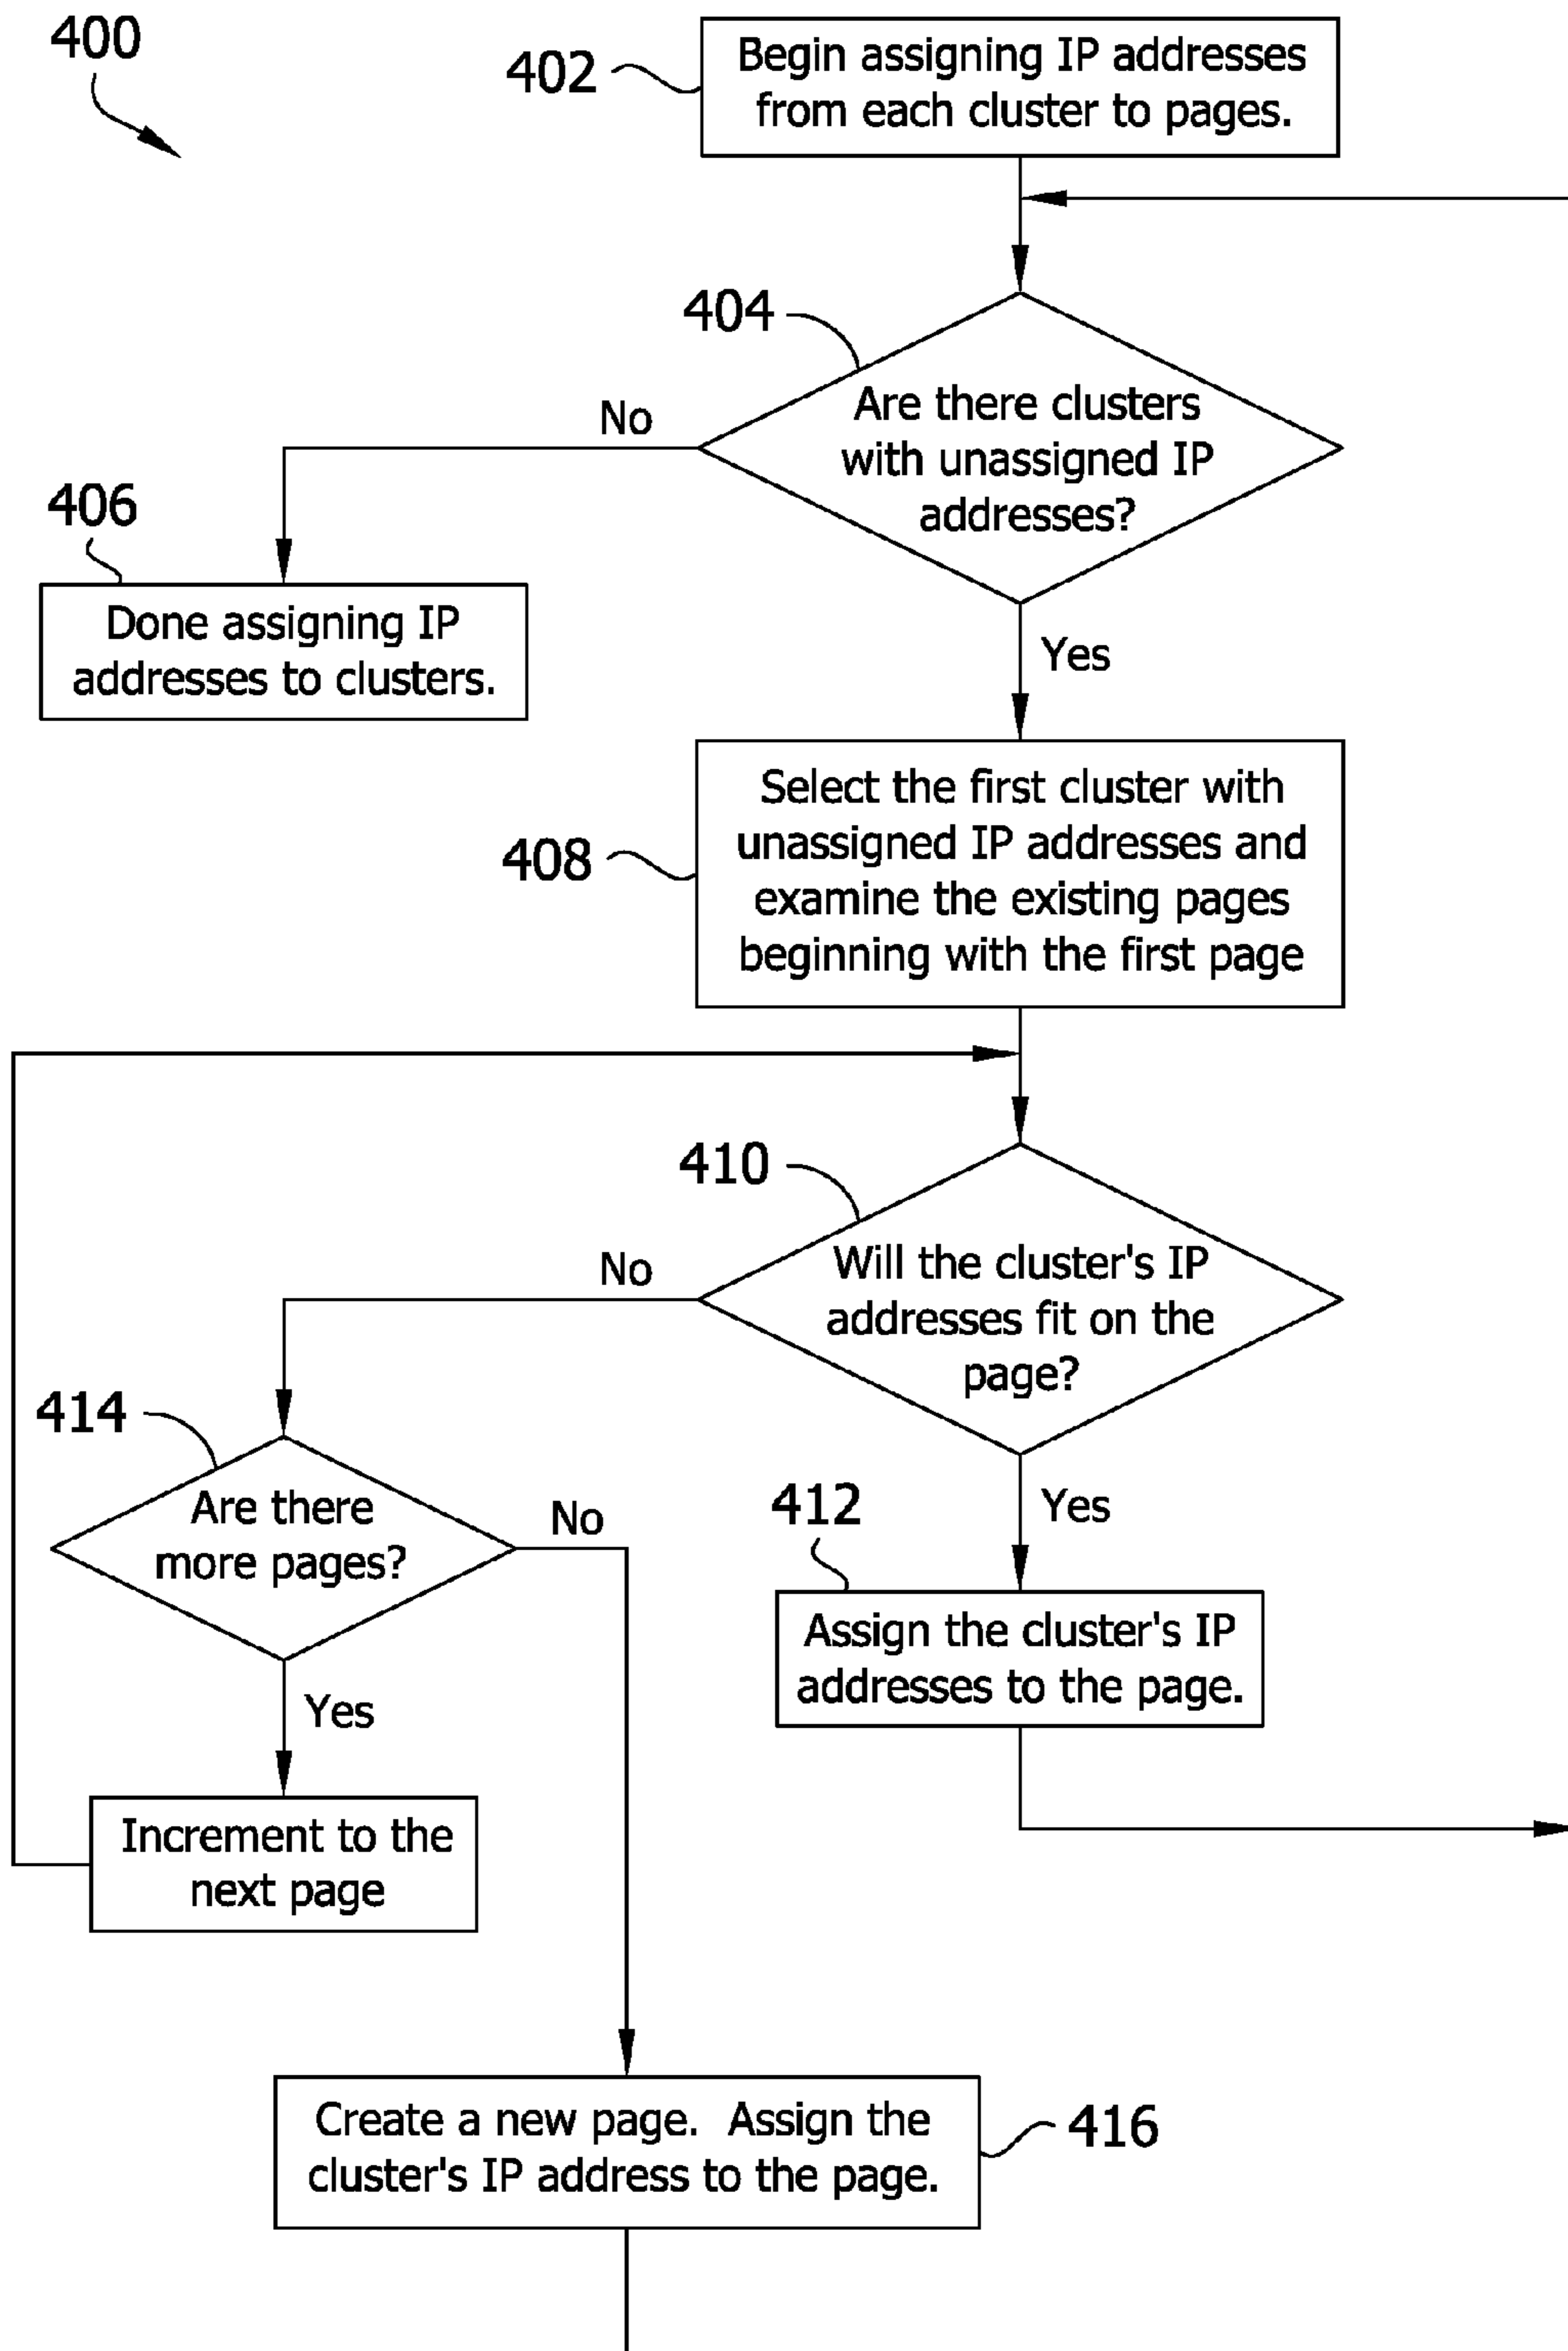 400
402
Begin assigning IP addresses
from each cluster to pages.
404
Are there clusters
with unassigned IP
addresses?
No
406
Done assigning IP
addresses to clusters.
Yes
408
Select the first cluster with
unassigned IP addresses and
examine the existing pages
beginning with the first page
410
Will the cluster's IP
addresses fit on the
page?
No
414
Are there
more pages?
No
412
Yes
Assign the cluster's IP
addresses to the page.
Yes
Increment to the
next page
Create a new page. Assign the
cluster's IP address to the page.
416